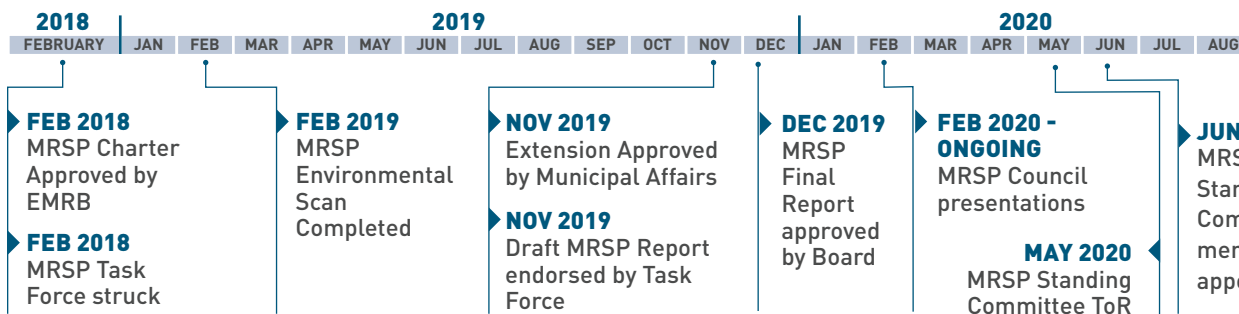 2018 2019 2020
FEBRUARY JAN FEB MAR APR MAY JUN JUL AUG SEP OCT NOV DEC JAN FEB MAR APR MAY JUN JUL AUG
FEB 2018
MRSP Charter
Approved by
EMRB
FEB 2018
MRSP Task
Force struck
FEB 2019
MRSP
Environmental
Scan
Completed
NOV 2019
Extension Approved
by Municipal Affairs
NOV 2019
Draft MRSP Report
endorsed by Task
Force
DEC 2019
MRSP
Final
Report
approved
by Board
FEB 2020 -
ONGOING
MRSP Council
presentations
MAY 2020
MRSP Standing
Committee ToR